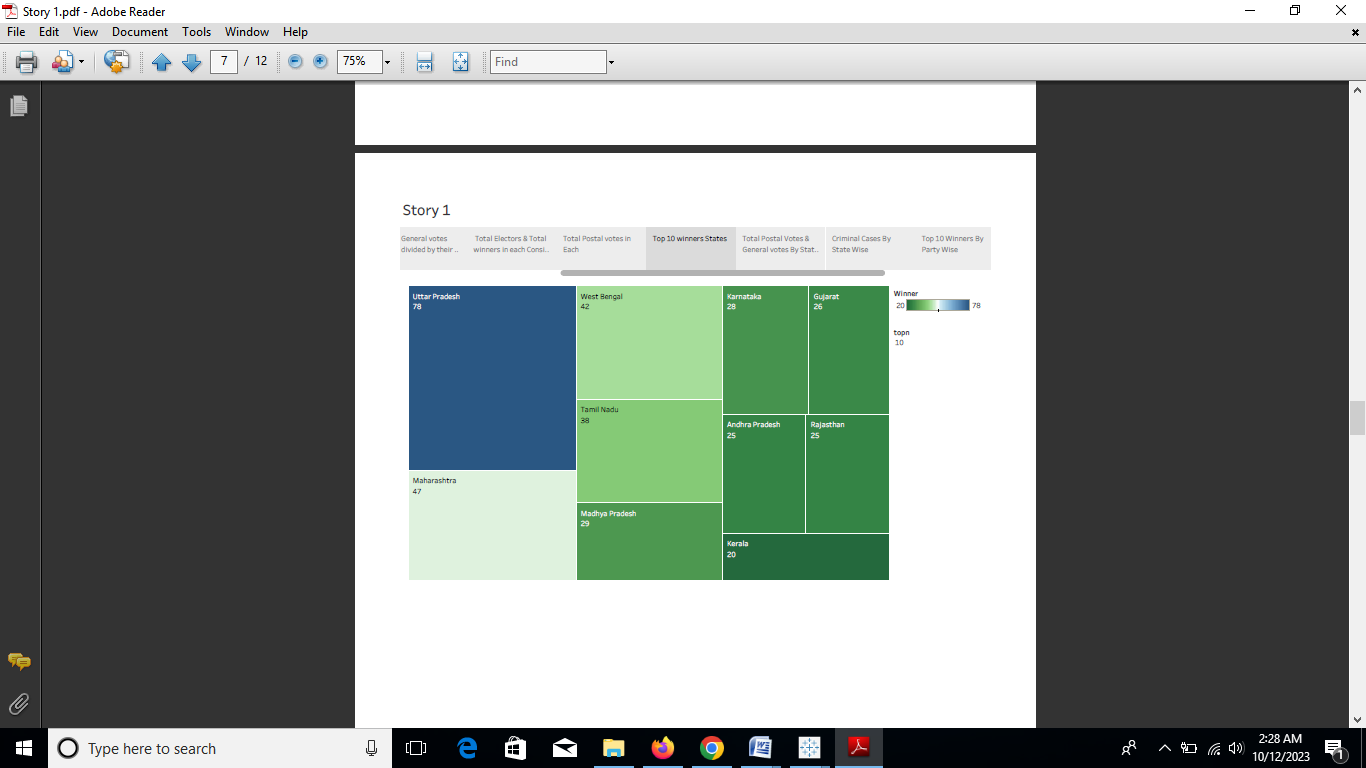 Story 1.pdf - Adobe Reader
File Edit View Document Tools Window Help
7 / 12 75% Find
Story 1
General votes
divided by their ..
Total Electors & Total
winners in each Consi..
Total Postal votes in
Each
Top 10 winners States
Total Postal Votes &
General votes By Stat..
Criminal Cases By
State Wise
Top 10 Winners By
Party Wise
Uttar Pradesh
78
Maharashtra
47
West Bengal
42
Tamil Nadu
38
Madhya Pradesh
29
Karnataka
28
Gujarat
26
Andhra Pradesh
25
Rajasthan
25
Kerala
20
Winner
20 78
topn
10
Type here to search
2:28 AM
10/12/2023
1